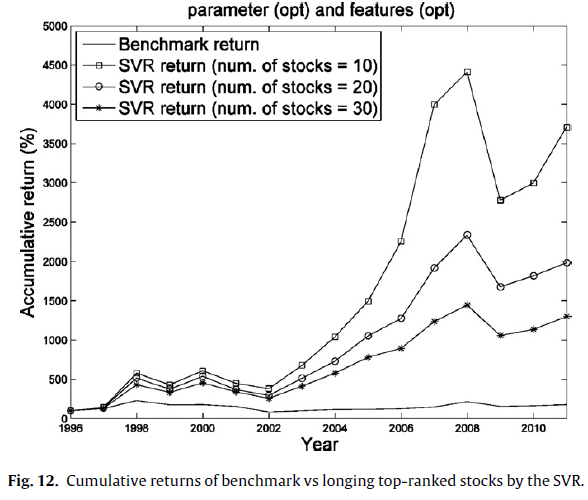 parameter (opt) and features (opt)
5000
4500
4000
3500
3000
2500
2000
1500
1000
500
0
Benchmark return
SVR return (num. of stocks = 10)
SVR return (num. of stocks = 20)
SVR return (num. of stocks = 30)
Accumulative return (%)
1996 1998 2000 2002 2004 2006 2008 2010
Year
Fig. 12. Cumulative returns of benchmark vs longing top-ranked stocks by the SVR.